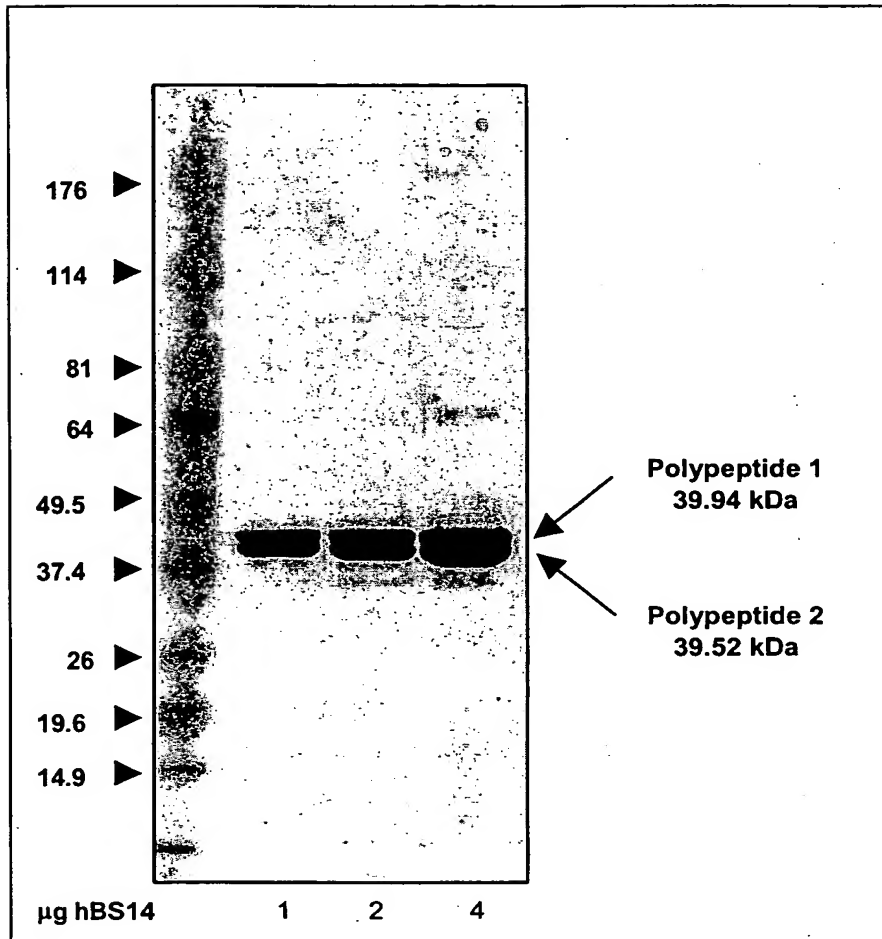 176
114
81
64
49.5
37.4
26
19.6
14.9
Polypeptide 1
39.94 kDa
Polypeptide 2
39.52 kDa
µg hBS14 1 2 4